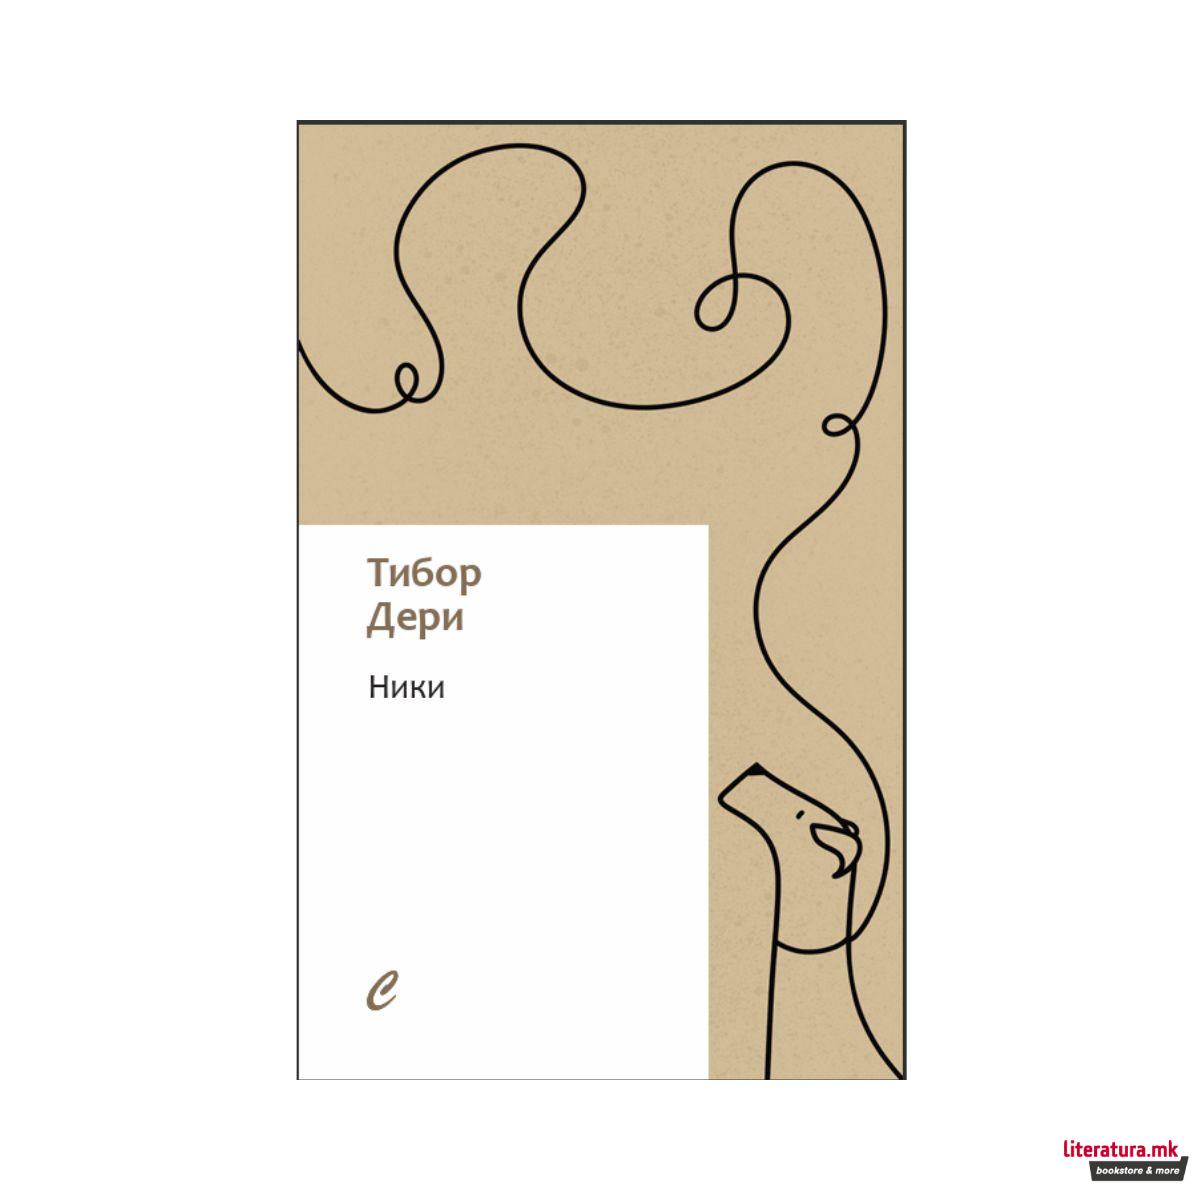 Тибор
Дери
Ники
C
literatura.mk
bookstore & more